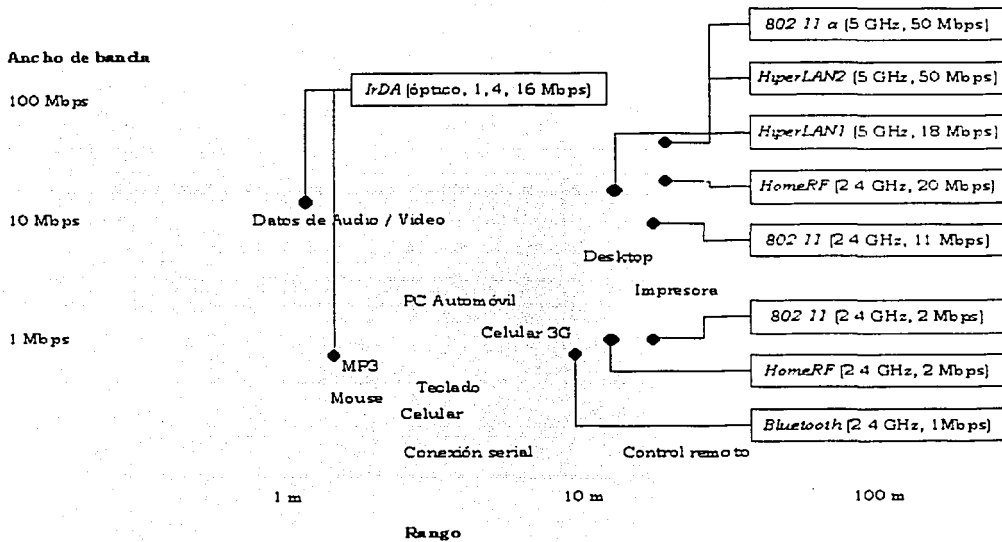 802 11 a (5 GHz, 50 Mbps)
Ancho de banda
HiperLAN2 (5 GHz, 50 Mbps)
IrDA (óptico, 1, 4, 16 Mbps)
100 Mbps
HiperLAN1 (5 GHz, 18 Mbps)
HomeRF (2 4 GHz, 20 Mbps)
10 Mbps
Datos de Audio / Video
802 11 (2 4 GHz, 11 Mbps)
Desktop
Impresora
PC Automóvil
802 11 (2 4 GHz, 2 Mbps)
Celular 3G
1 Mbps
MP3
HomeRF (2 4 GHz, 2 Mbps)
Teclado
Mouse
Celular
Bluetooth (2 4 GHz, 1Mbps)
Conexión serial
Control remoto
1 m
10 m
100 m
Rango